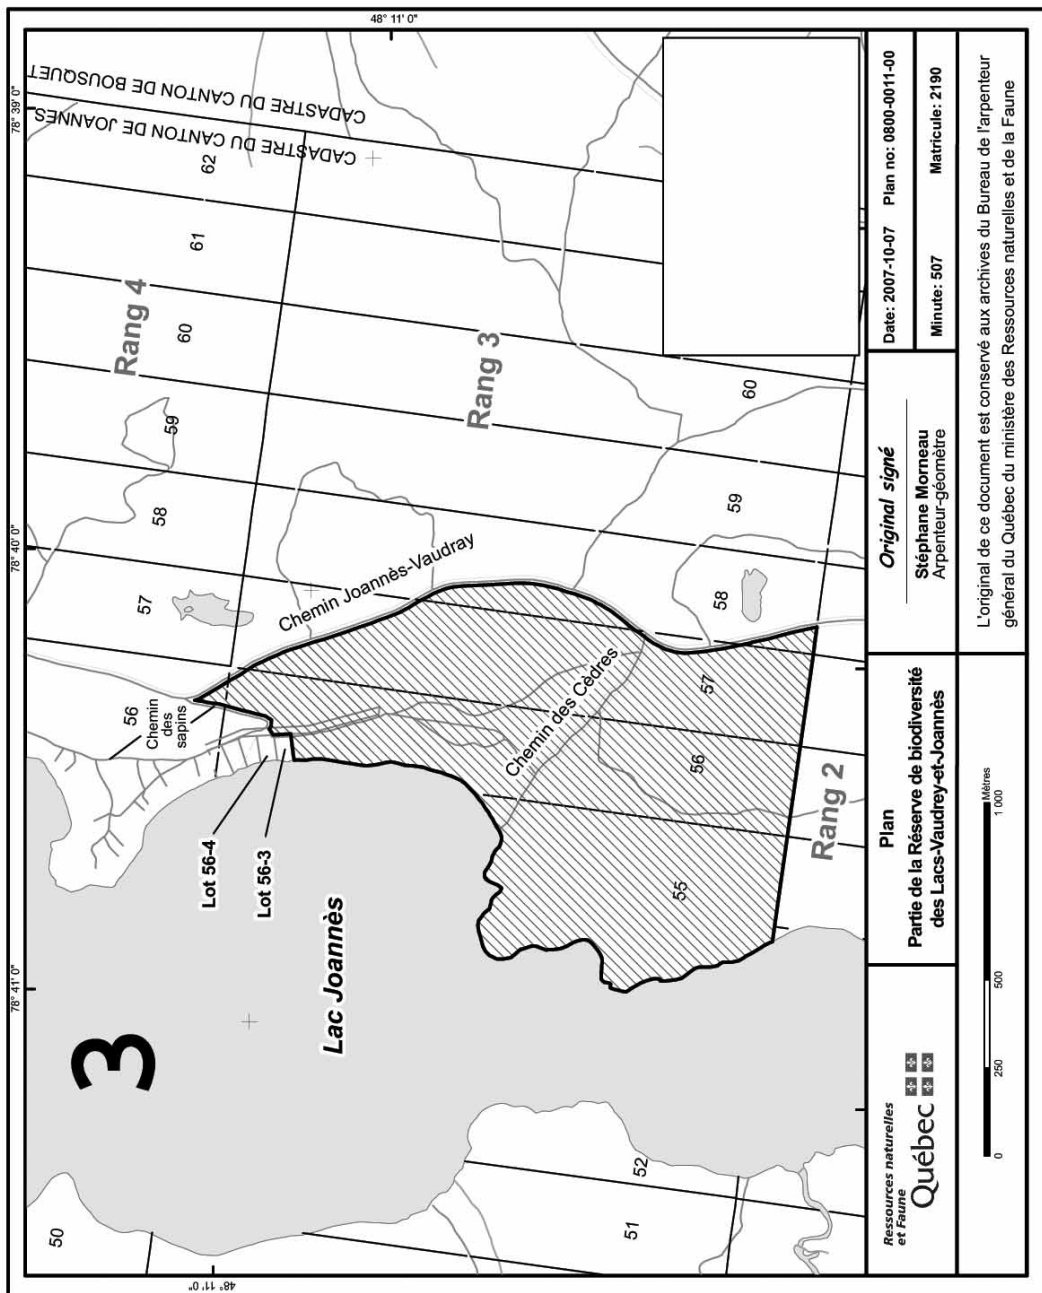 78° 41' 0"
78° 40' 0"
78° 39' 0"
48° 11' 0"
48° 11' 0"
3
CADASTRE DU CANTON DE BOUSQUET
CADASTRE DU CANTON DE JOANNÈS
Rang 4
50
56
57
58
59
60
61
62
Chemin
des
sapins
Lot 56-4
Lot 56-3
Chemin Joannès-Vaudray
Lac Joannès
Rang 3
Chemin des Cèdres
51
52
55
56
57
58
59
60
Rang 2
Ressources naturelles
et Faune
Québec
Plan
Partie de la Réserve de biodiversité
des Lacs-Vaudrey-et-Joannès
Original signé
Stéphane Morneau
Arpenteur-géomètre
Date: 2007-10-07 Plan no: 0800-0011-00
Minute: 507 Matricule: 2190
0 250 500 1 000
Mètres
L'original de ce document est conservé aux archives du Bureau de l'arpenteur
général du Québec du ministère des Ressources naturelles et de la Faune